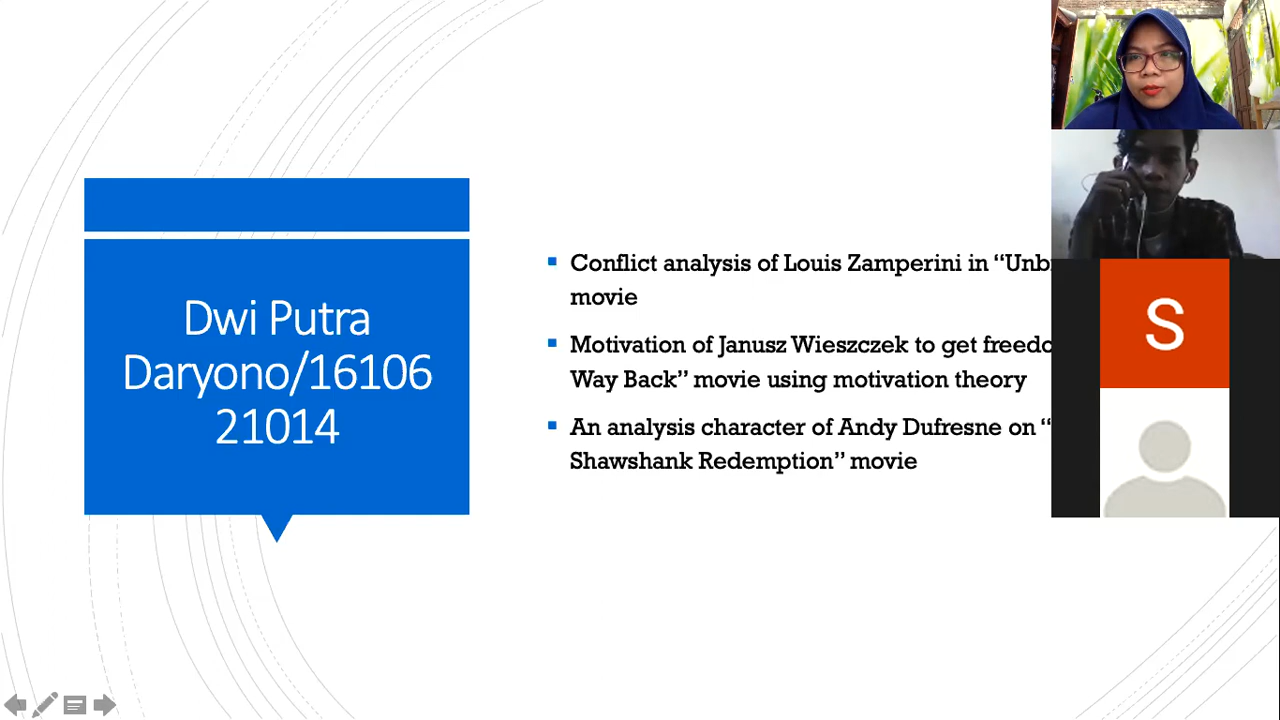 Dwi Putra
Daryono/16106
21014
Conflict analysis of Louis Zamperini in “Unb
movie
Motivation of Janusz Wieszczek to get freedo
Way Back” movie using motivation theory
An analysis character of Andy Dufresne on “
Shawshank Redemption” movie
S